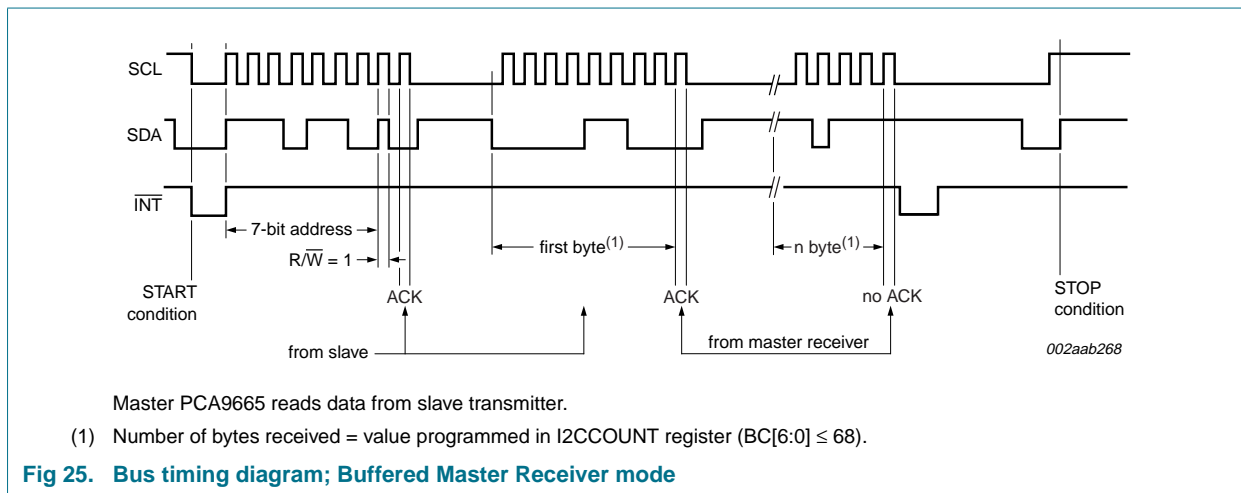 SCL
SDA
INT
7-bit address
first byte(1)
n byte(1)
R/W = 1
START
condition
ACK
ACK
no ACK
STOP
condition
from slave
from master receiver
002aab268
Master PCA9665 reads data from slave transmitter.
(1) Number of bytes received = value programmed in I2CCOUNT register (BC[6:0] ≤ 68).
Fig 25. Bus timing diagram; Buffered Master Receiver mode